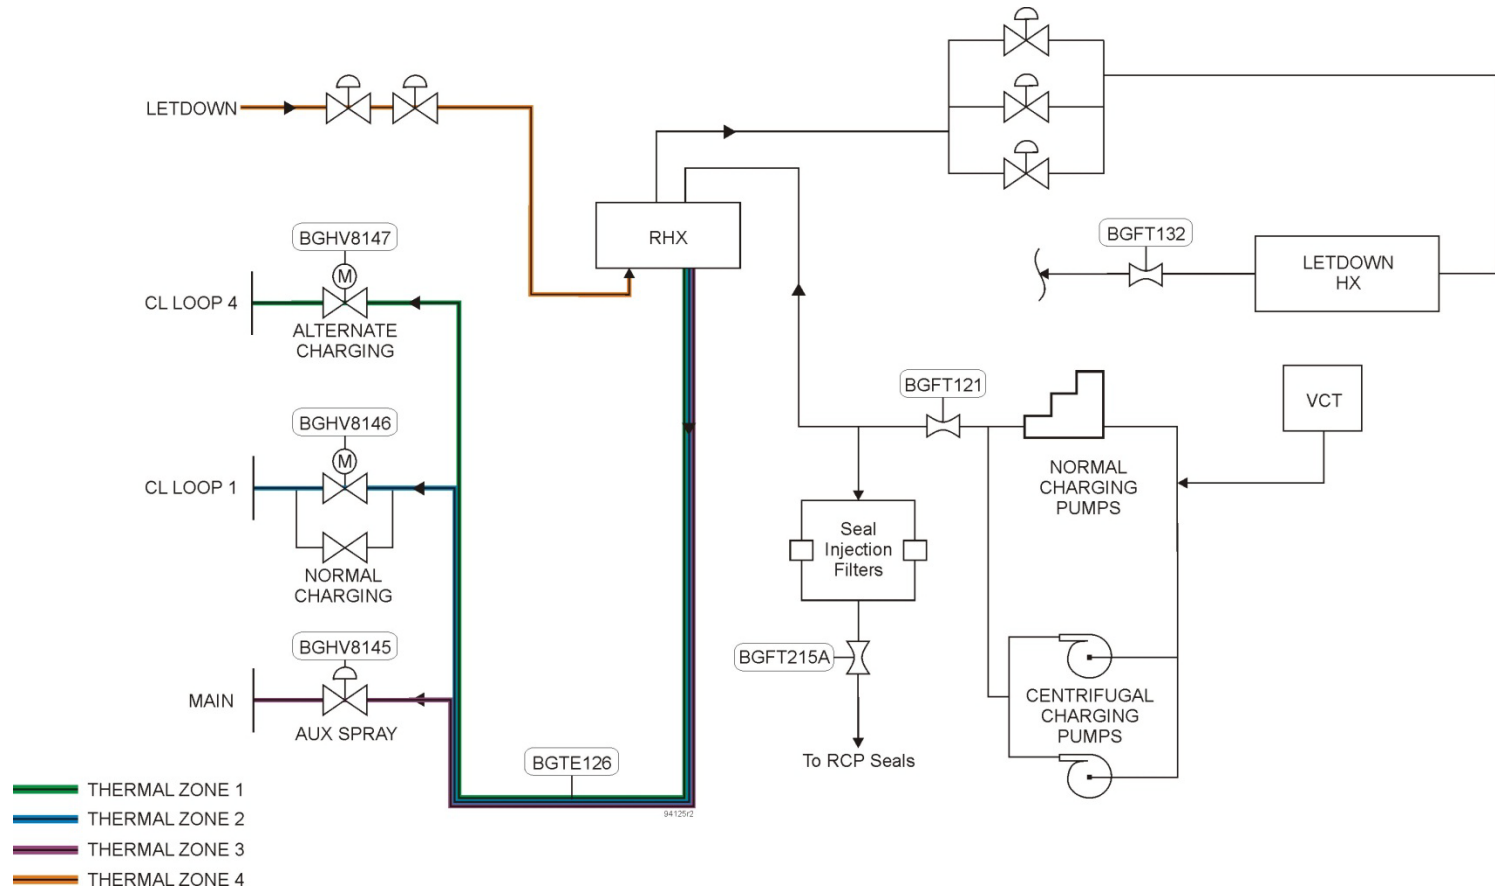 LETDOWN
BGHV8147
M
CL LOOP 4
ALTERNATE
CHARGING
BGHV8146
M
CL LOOP 1
NORMAL
CHARGING
BGHV8145
MAIN
AUX SPRAY
BGTE126
94125r2
RHX
BGFT132
LETDOWN
HX
BGFT121
VCT
NORMAL
CHARGING
PUMPS
Seal
Injection
Filters
BGFT215A
CENTRIFUGAL
CHARGING
PUMPS
To RCP Seals
THERMAL ZONE 1
THERMAL ZONE 2
THERMAL ZONE 3
THERMAL ZONE 4